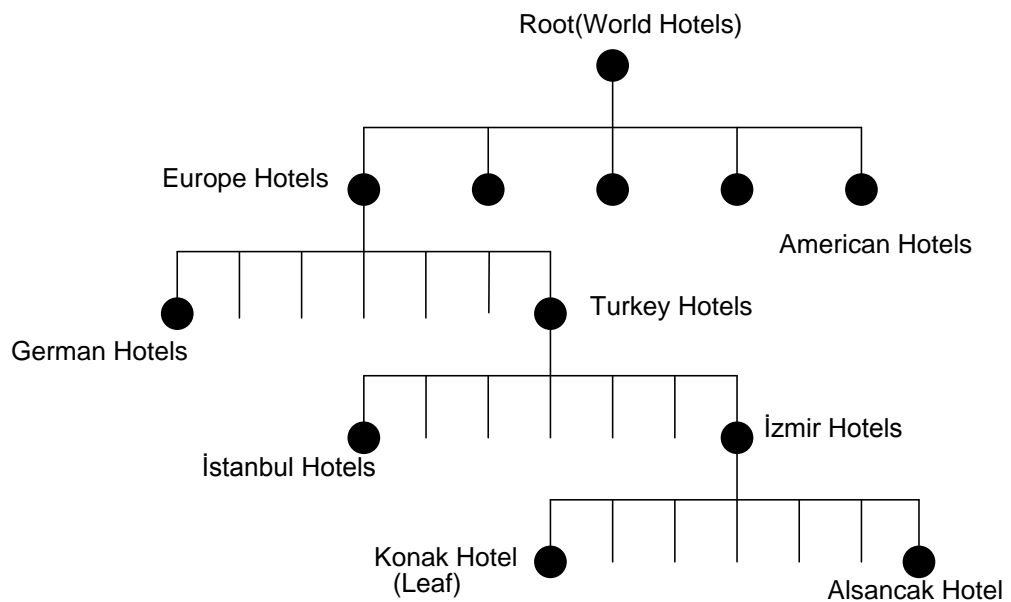 Root(World Hotels)
Europe Hotels
American Hotels
Turkey Hotels
German Hotels
İzmir Hotels
İstanbul Hotels
Konak Hotel
(Leaf)
Alsancak Hotel